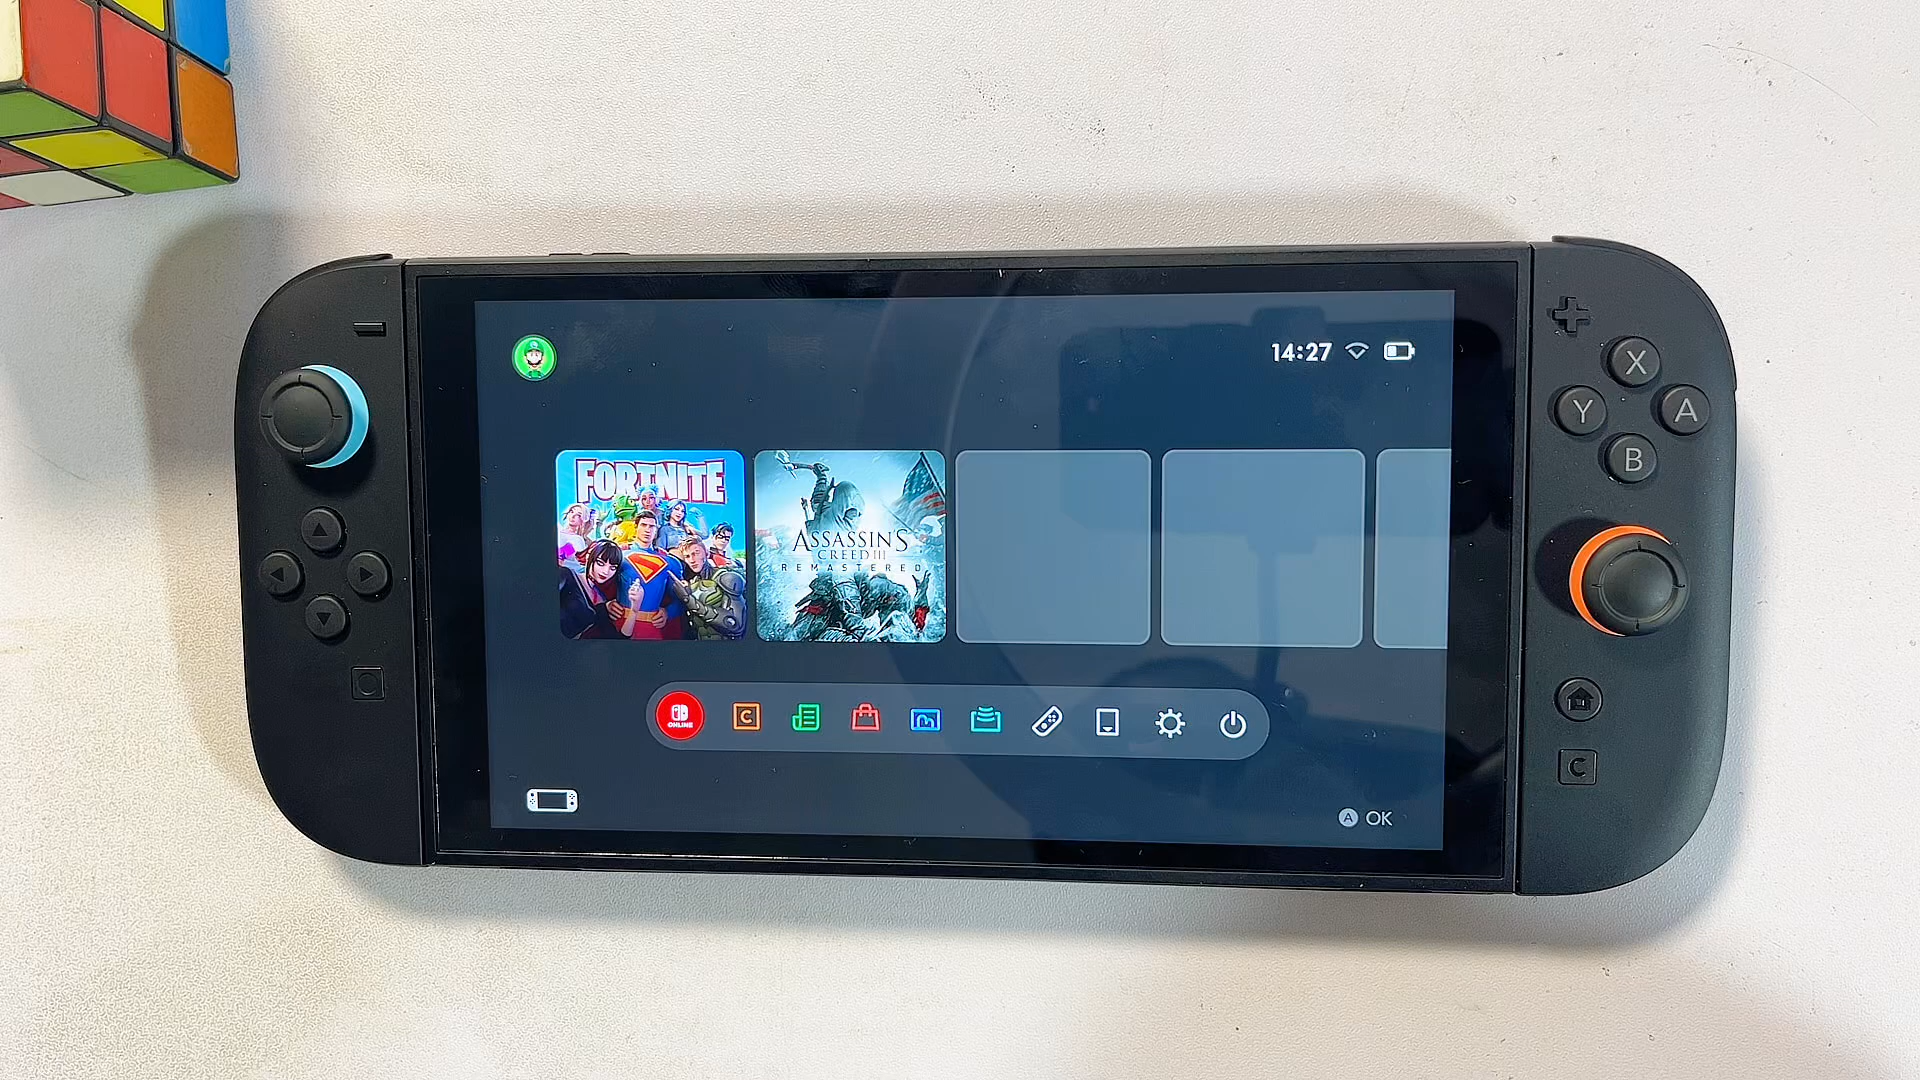 14:27
FORTNITE
ASSASSIN'S
CREED III
REMASTERED
ONLINE
C
A OK
X
Y
A
B
C